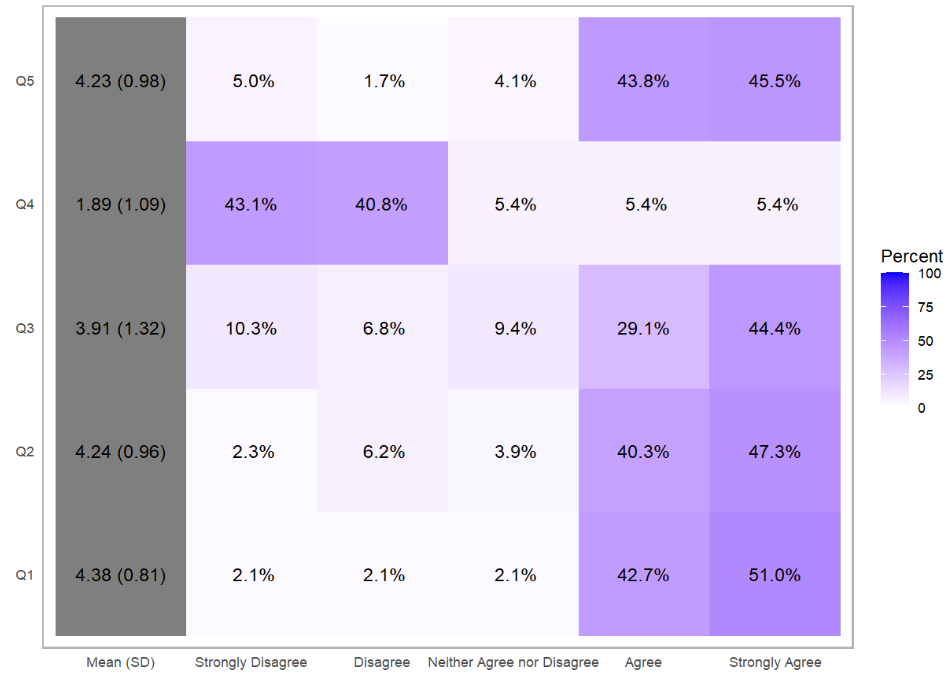 Q5 4.23 (0.98) 5.0% 1.7% 4.1% 43.8% 45.5%
Q4 1.89 (1.09) 43.1% 40.8% 5.4% 5.4% 5.4%
Q3 3.91 (1.32) 10.3% 6.8% 9.4% 29.1% 44.4%
Q2 4.24 (0.96) 2.3% 6.2% 3.9% 40.3% 47.3%
Q1 4.38 (0.81) 2.1% 2.1% 2.1% 42.7% 51.0%
Mean (SD) Strongly Disagree Disagree Neither Agree nor Disagree Agree Strongly Agree
Percent
100
75
50
25
0